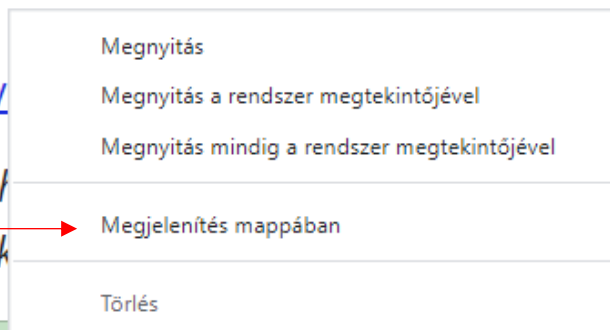 Megnyitás
Megnyitás a rendszer megtekintőjével
Megnyitás mindig a rendszer megtekintőjével
Megjelenítés mappában
Törlés